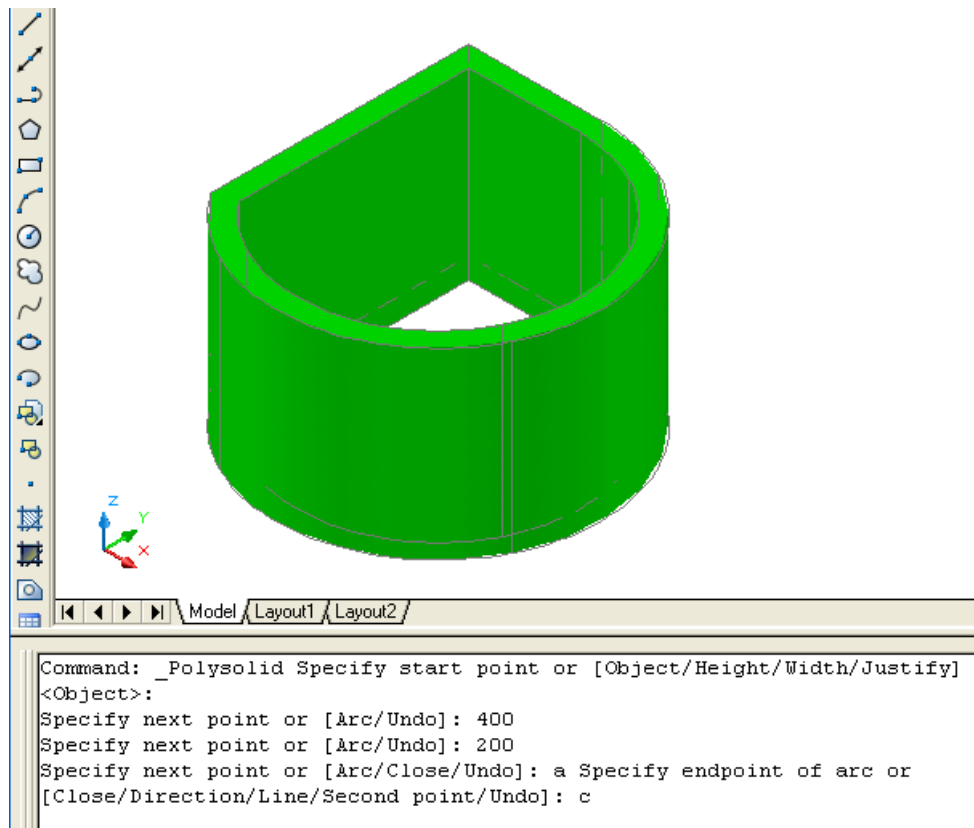 Z
Y
X
Model Layout1 Layout2
Command: _Polysolid Specify start point or [Object/Height/Width/Justify]
<Object>:
Specify next point or [Arc/Undo]: 400
Specify next point or [Arc/Undo]: 200
Specify next point or [Arc/Close/Undo]: a Specify endpoint of arc or
[Close/Direction/Line/Second point/Undo]: c